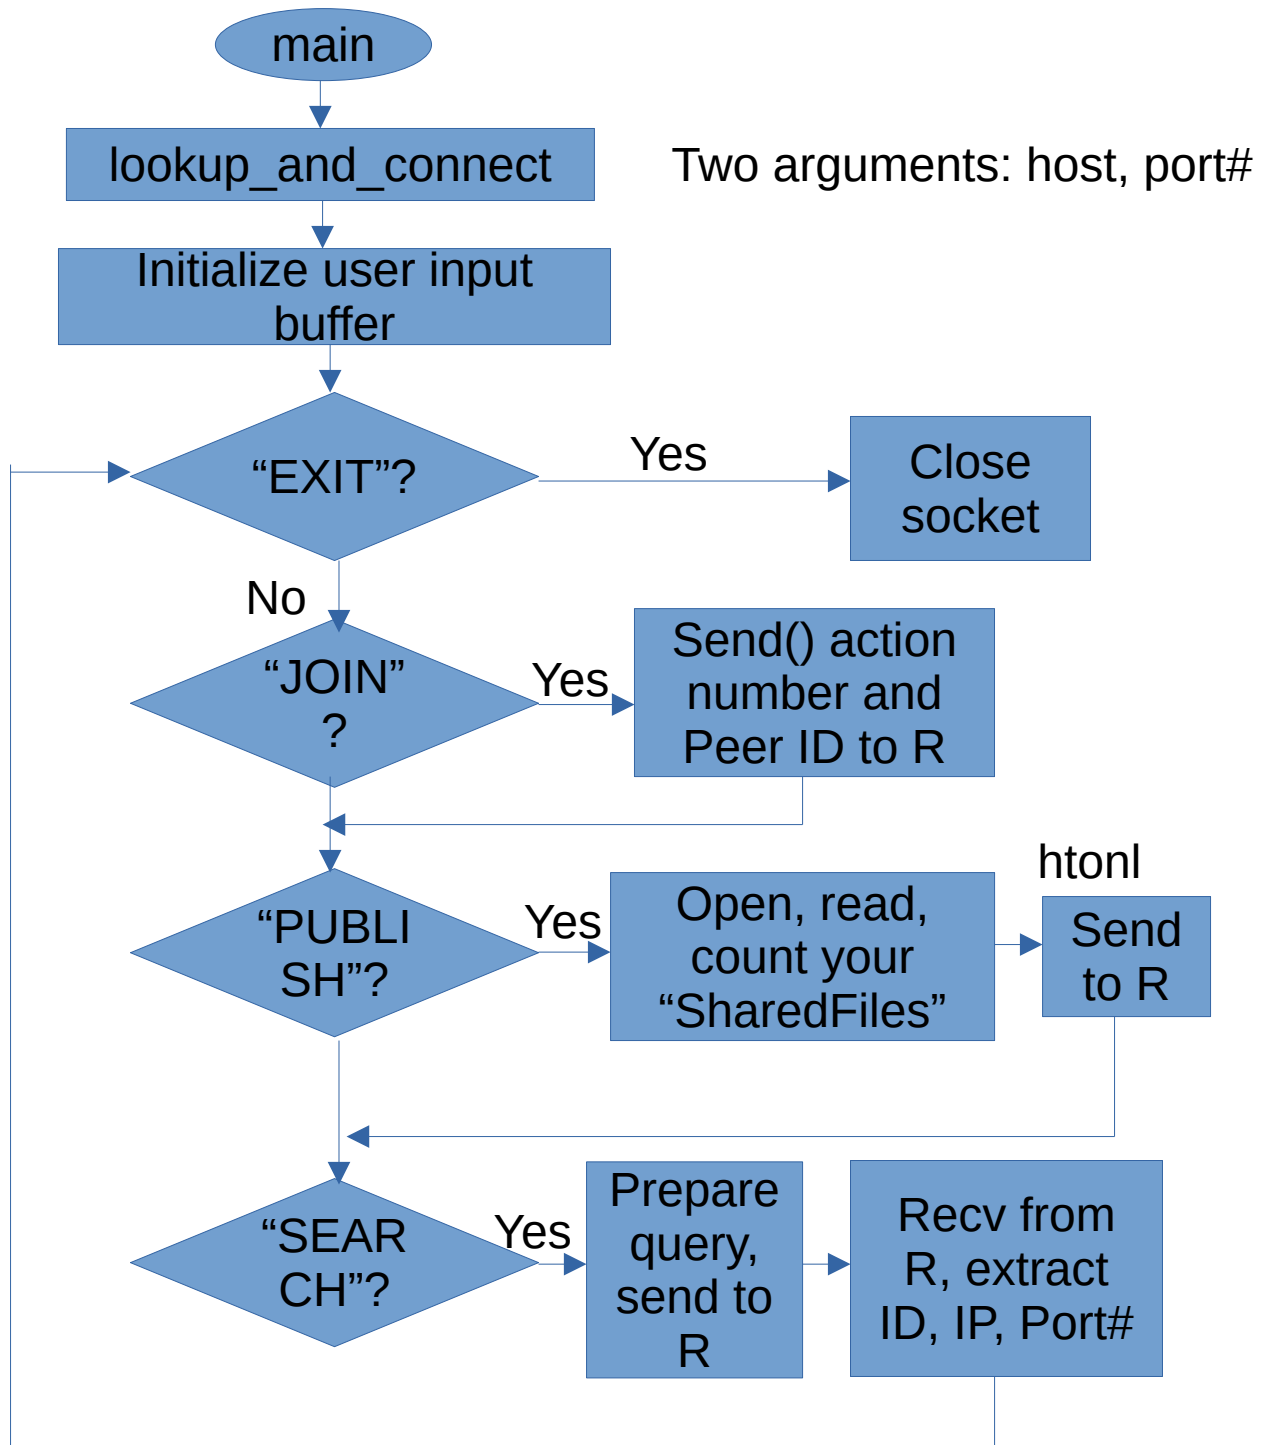 main
lookup_and_connect
Two arguments: host, port#
Initialize user input
buffer
“EXIT”?
Yes
Close
socket
No
“JOIN”
?
Yes
Send() action
number and
Peer ID to R
“PUBLI
SH”?
Yes
Open, read,
count your
“SharedFiles”
htonl
Send
to R
“SEAR
CH”?
Yes
Prepare
query,
send to
R
Recv from
R, extract
ID, IP, Port#